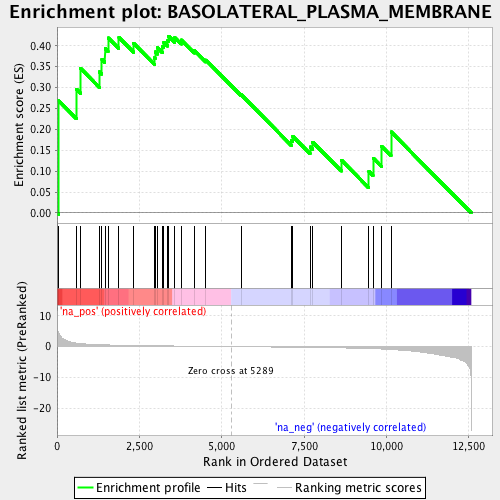 Enrichment plot: BASOLATERAL_PLASMA_MEMBRANE
Enrichment score (ES)
0.40
0.35
0.30
0.25
0.20
0.15
0.10
0.05
0.00
'na_pos' (positively correlated)
Ranked list metric (PreRanked)
10
5
0
-5
-10
-20
Zero cross at 5289
'na_neg' (negatively correlated)
0
2,500
5,000
7,500
10,000
12,500
Rank in Ordered Dataset
Enrichment profile
Hits
Ranking metric scores